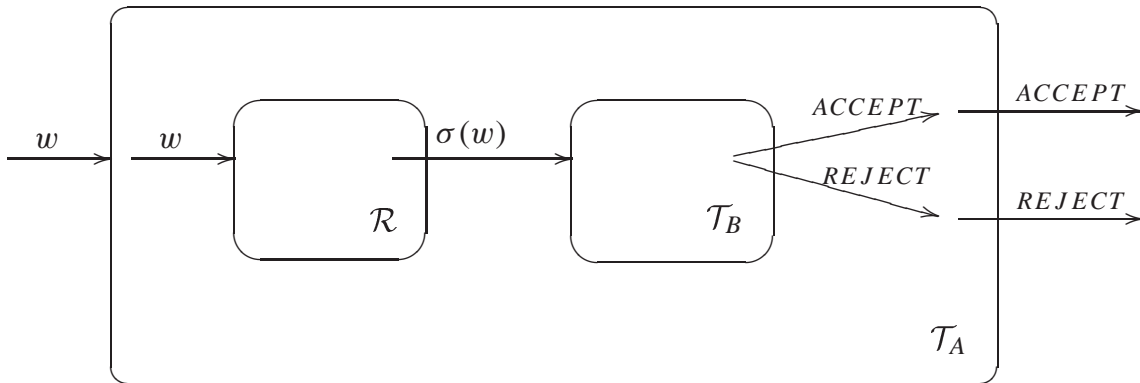 w
w
σ(w)
ACCEPT
ACCEPT
REJECT
REJECT
R
T_B
T_A